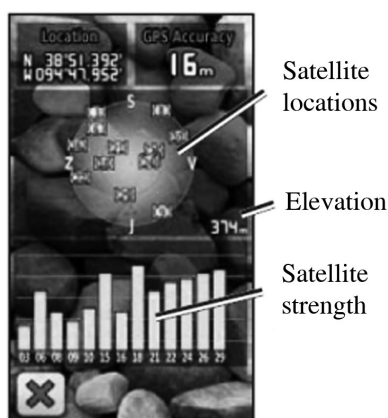 Location
GPS Accuracy
N 38°51.392'
W094°47.952'
16m
S
Z
V
J
374m
03 06 08 09 10 15 16 18 21 22 24 26 29
Satellite
locations
Elevation
Satellite
strength